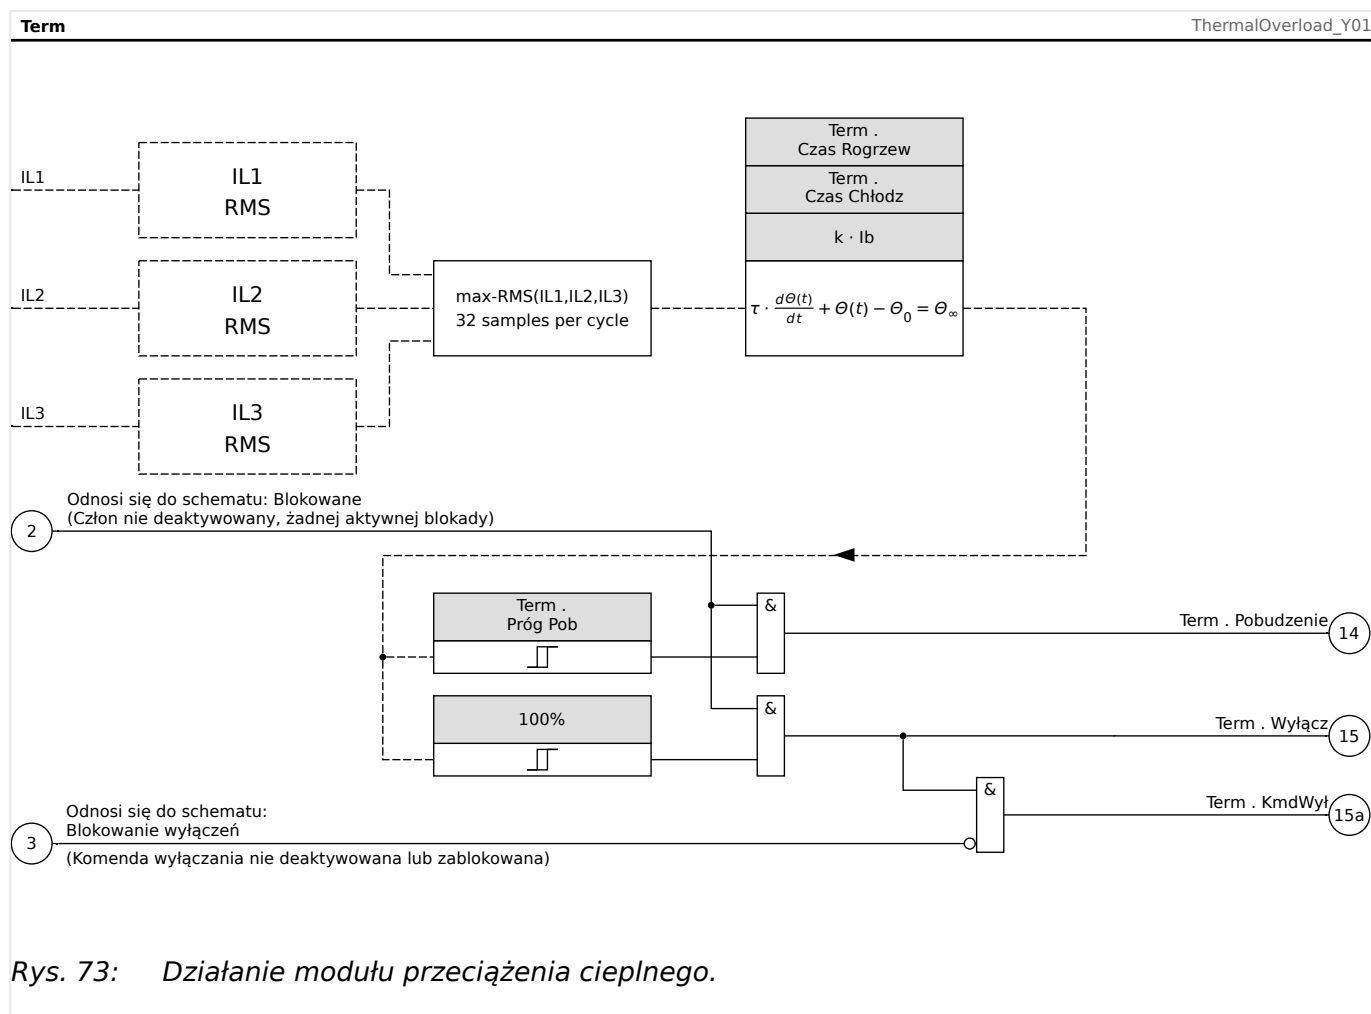 Term
ThermalOverload_Y01
Term .
Czas Rogrzew
Term .
Czas Chłodz
k · Ib
IL1
IL1
RMS
IL2
IL2
RMS
max-RMS(IL1,IL2,IL3)
32 samples per cycle
τ · dΘ(t)/dt + Θ(t) − Θ₀ = Θ∞
IL3
IL3
RMS
Odnosi się do schematu: Blokowane
(Człon nie deaktywowany, żadnej aktywnej blokady)
2
Term .
Próg Pob
&
Term . Pobudzenie
14
100%
&
Term . Wyłącz
15
&
Term . KmdWył
15a
Odnosi się do schematu:
Blokowanie wyłączeń
3
(Komenda wyłączania nie deaktywowana lub zablokowana)
Rys. 73: Działanie modułu przeciążenia cieplnego.